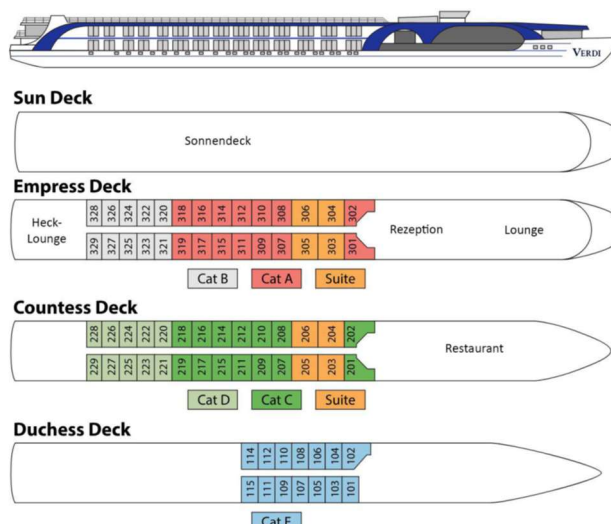 VERDI
Sun Deck
Sonnendeck
Empress Deck
328 326 324 322 320 318 316 314 312 310 308 306 304 302
Heck-
Lounge
Rezeption Lounge
329 327 325 323 321 319 317 315 311 309 307 305 303 301
Cat B Cat A Suite
Countess Deck
228 226 224 222 220 218 216 214 212 210 208 206 204 202
Restaurant
229 227 225 223 221 219 217 215 211 209 207 205 203 201
Cat D Cat C Suite
Duchess Deck
114 112 110 108 106 104 102
115 111 109 107 105 103 101
Cat E